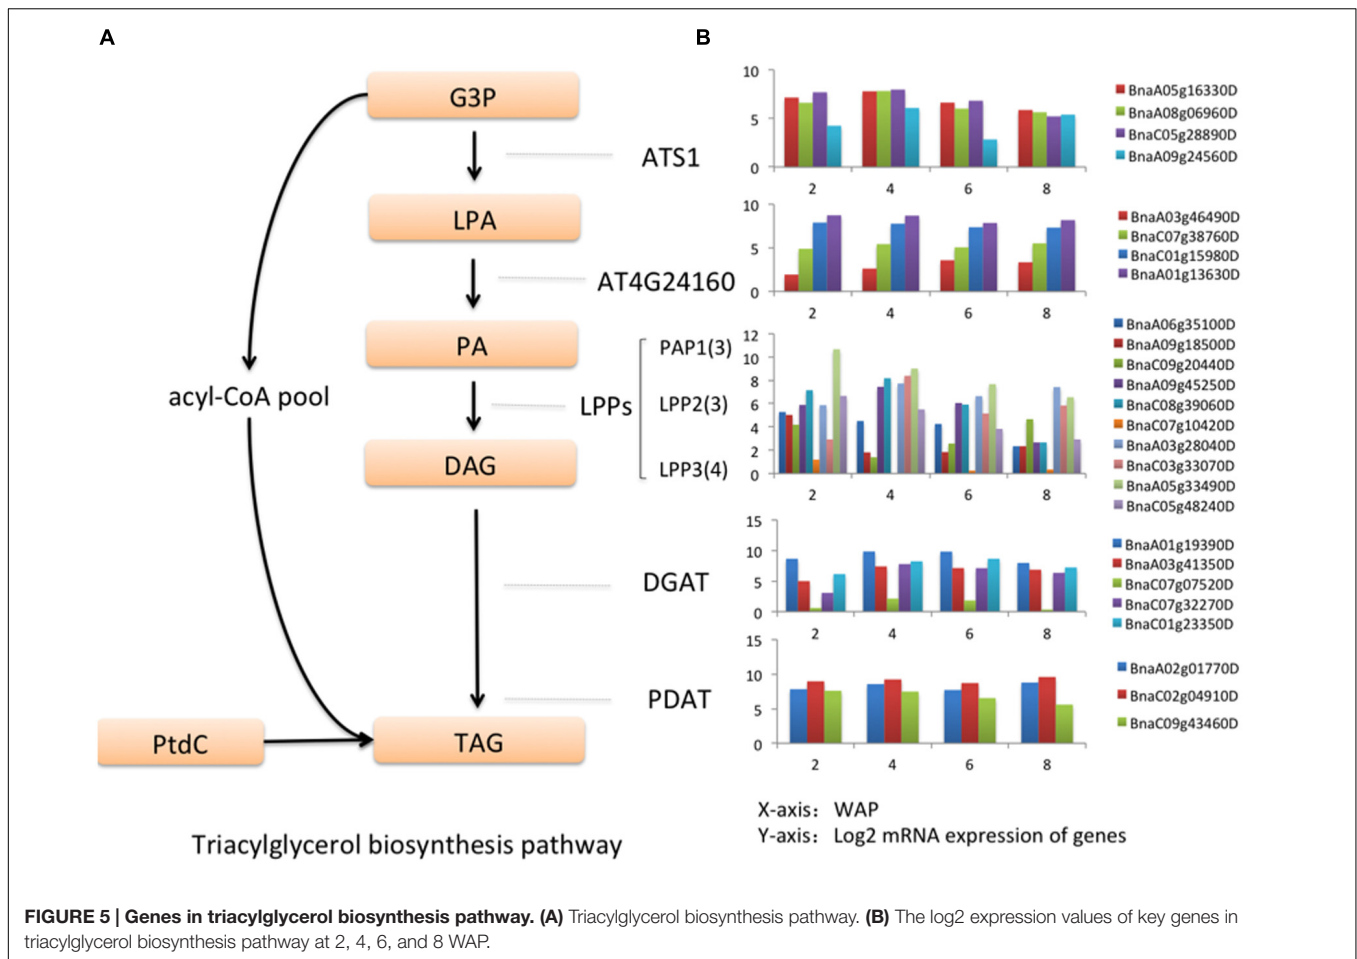 A
G3P
ATS1
LPA
AT4G24160
PA
PAP1(3)
acyl-CoA pool
LPPs
LPP2(3)
DAG
LPP3(4)
DGAT
PDAT
PtdC
TAG
Triacylglycerol biosynthesis pathway
B
10
5
0
2 4 6 8
BnaA05g16330D
BnaA08g06960D
BnaC05g28890D
BnaA09g24560D
10
5
0
2 4 6 8
BnaA03g46490D
BnaC07g38760D
BnaC01g15980D
BnaA01g13630D
12
10
8
6
4
2
0
2 4 6 8
BnaA06g35100D
BnaA09g18500D
BnaC09g20440D
BnaA09g45250D
BnaC08g39060D
BnaC07g10420D
BnaA03g28040D
BnaC03g33070D
BnaA05g33490D
BnaC05g48240D
15
10
5
0
2 4 6 8
BnaA01g19390D
BnaA03g41350D
BnaC07g07520D
BnaC07g32270D
BnaC01g23350D
15
10
5
0
2 4 6 8
BnaA02g01770D
BnaC02g04910D
BnaC09g43460D
X-axis: WAP
Y-axis: Log2 mRNA expression of genes
FIGURE 5 | Genes in triacylglycerol biosynthesis pathway. (A) Triacylglycerol biosynthesis pathway. (B) The log2 expression values of key genes in
triacylglycerol biosynthesis pathway at 2, 4, 6, and 8 WAP.